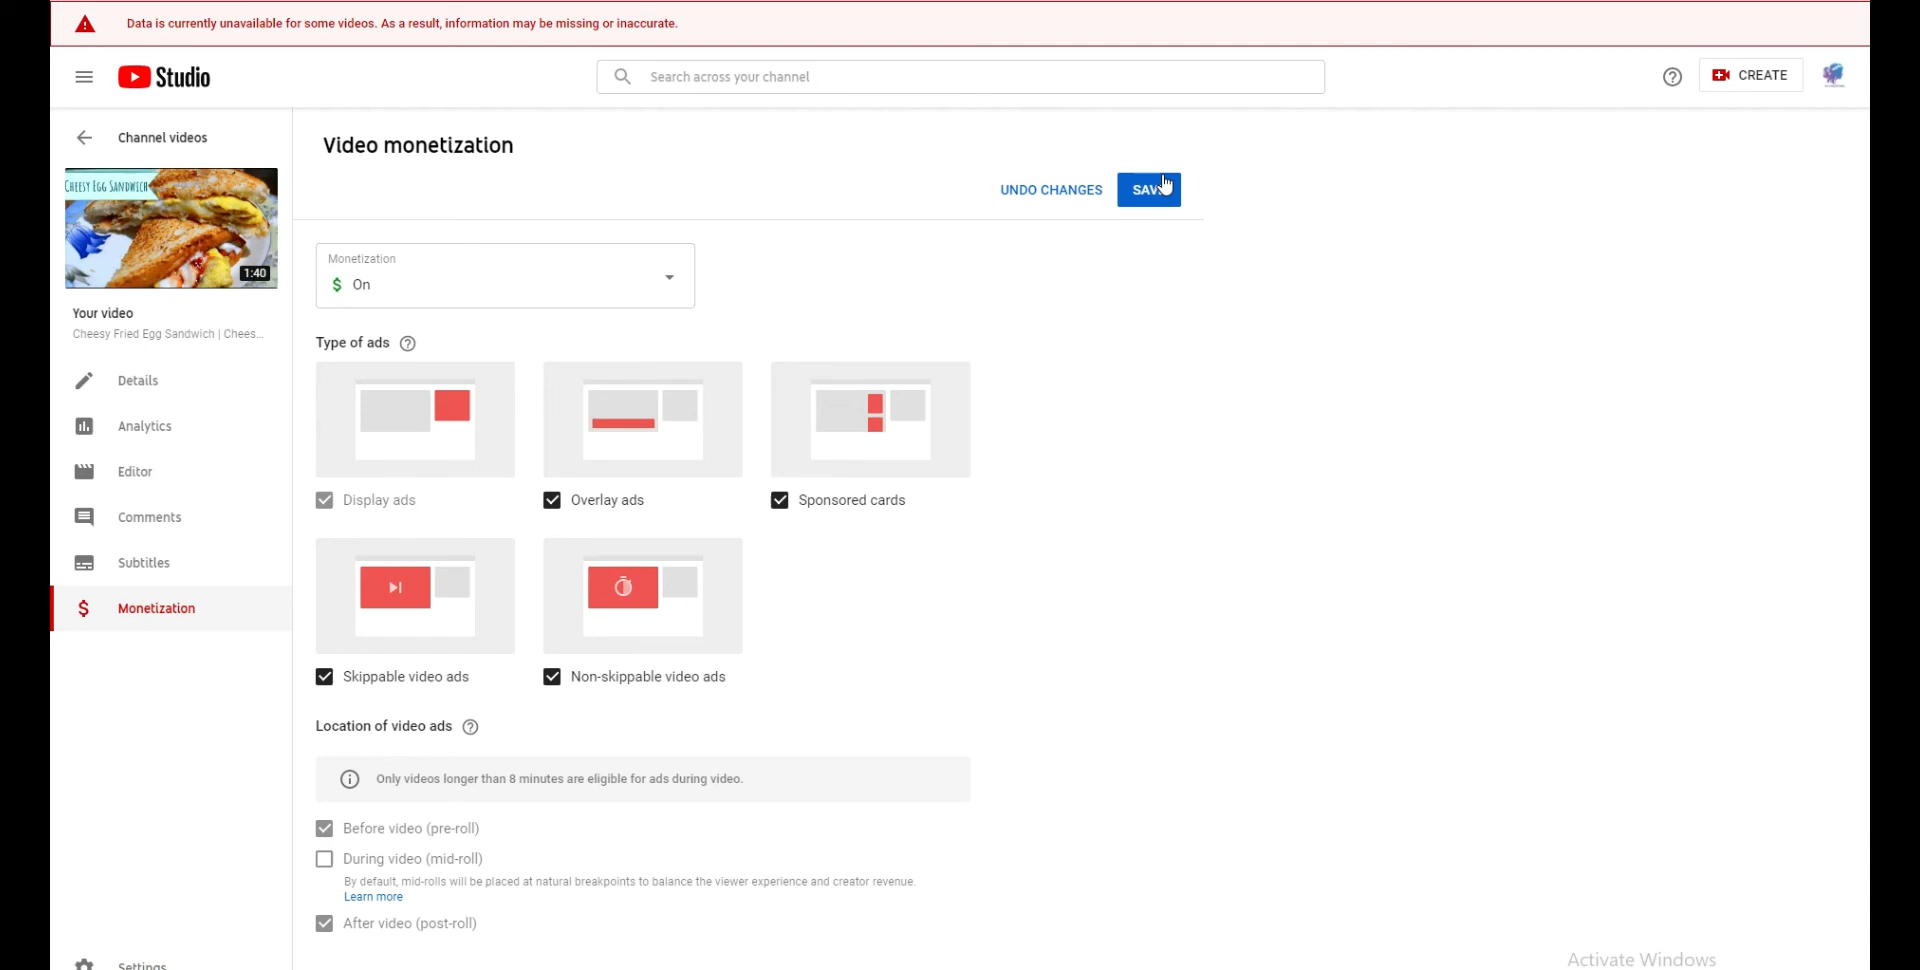 Data is currently unavailable for some videos. As a result, information may be missing or inaccurate.
Studio
Search across your channel
CREATE
Channel videos
CHEESY EGG SANDWICH
1:40
Your video
Cheesy Fried Egg Sandwich | Chees...
Details
Analytics
Editor
Comments
Subtitles
Monetization
Settings
Video monetization
UNDO CHANGES
Monetization
$ On
Type of ads
Display ads
Overlay ads
Sponsored cards
Skippable video ads
Non-skippable video ads
Location of video ads
Only videos longer than 8 minutes are eligible for ads during video.
Before video (pre-roll)
During video (mid-roll)
By default, mid-rolls will be placed at natural breakpoints to balance the viewer experience and creator revenue.
Learn more
After video (post-roll)
Activate Windows